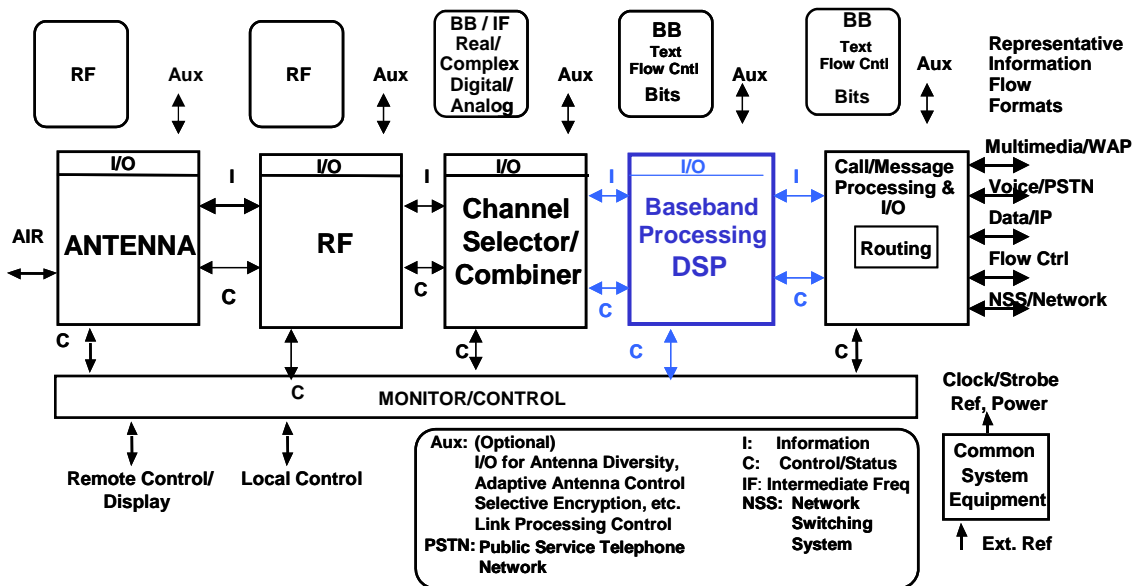 RF
Aux
RF
Aux
BB / IF
Real/
Complex
Digital/
Analog
Aux
BB
Text
Flow Cntl
Bits
Aux
BB
Text
Flow Cntl
Bits
Aux
Representative
Information
Flow
Formats
I/O
ANTENNA
AIR
I
C
C
I/O
RF
I
C
C
I/O
Channel
Selector/
Combiner
I
C
C
I/O
Baseband
Processing
DSP
I
C
C
Call/Message
Processing &
I/O
Routing
C
Multimedia/WAP
Voice/PSTN
Data/IP
Flow Ctrl
NSS/Network
MONITOR/CONTROL
Remote Control/
Display
Local Control
Aux: (Optional)
I/O for Antenna Diversity,
Adaptive Antenna Control
Selective Encryption, etc.
Link Processing Control
PSTN: Public Service Telephone
Network
I: Information
C: Control/Status
IF: Intermediate Freq
NSS: Network
Switching
System
Clock/Strobe
Ref, Power
Common
System
Equipment
Ext. Ref